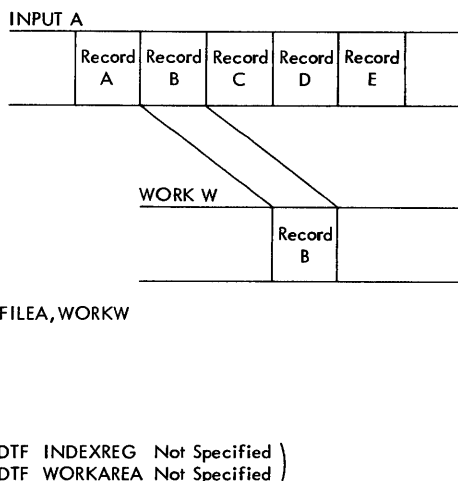 INPUT A
Record A
Record B
Record C
Record D
Record E
WORK W
Record B
FILEA,WORKW
DTF INDEXREG Not Specified
DTF WORKAREA Not Specified